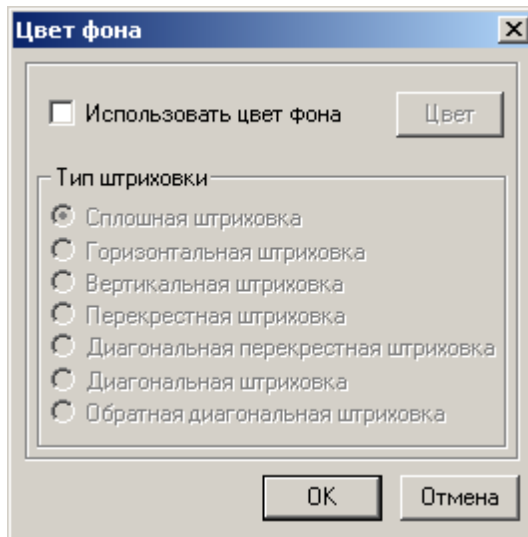 Цвет фона
Использовать цвет фона Цвет
Тип штриховки
Сплошная штриховка
Горизонтальная штриховка
Вертикальная штриховка
Перекрестная штриховка
Диагональная перекрестная штриховка
Диагональная штриховка
Обратная диагональная штриховка
OK Отмена